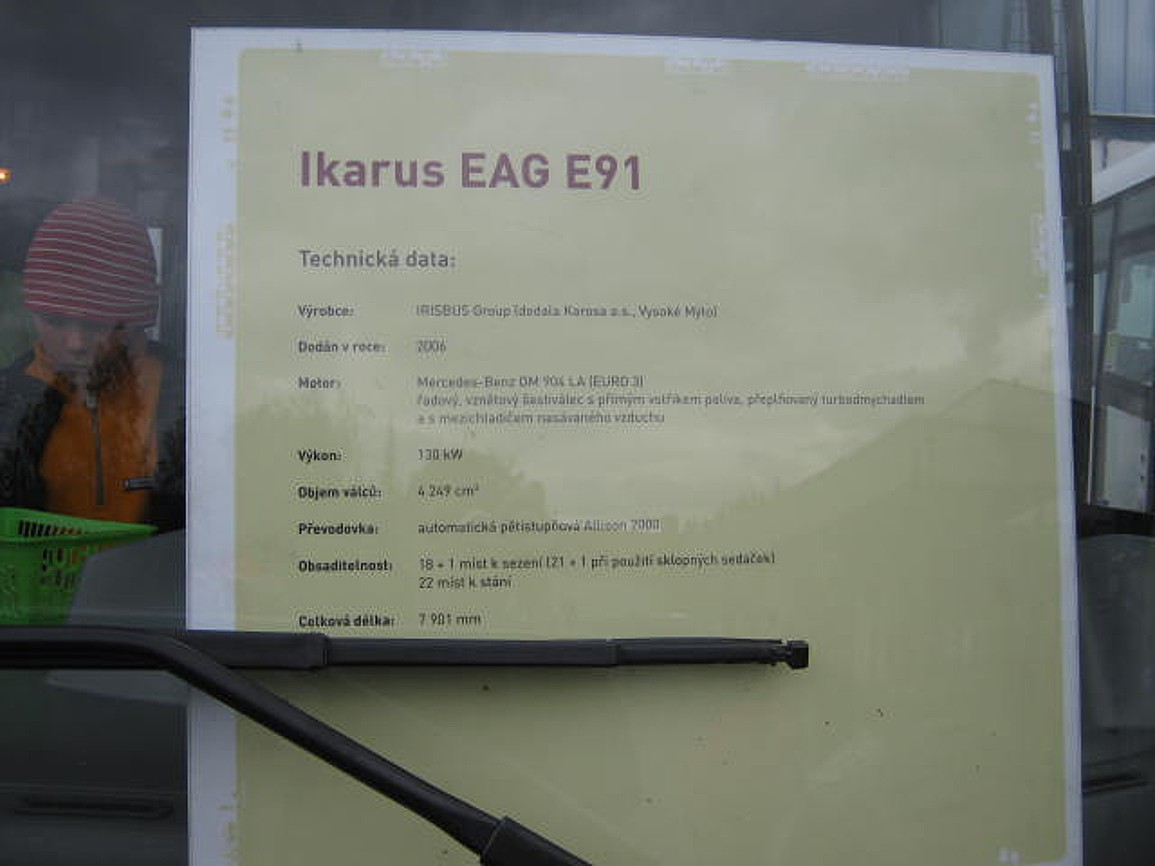 Ikarus EAG E91
Technická data:
Výrobce: IRISBUS Group (dodala Karosa a.s., Vysoké Mýto)
Dodán v roce: 2006
Motor: Mercedes-Benz OM 904 LA (EURO 3)
řadový, vznětový šestiválec s přímým vstřikem paliva, přeplňovaný turbodmychadlem
a s mezichladičem nasávaného vzduchu
Výkon: 130 kW
Objem válců: 4 249 cm³
Převodovka: automatická pětistupňová Allison 2000
Obsaditelnost: 18 + 1 míst k sezení (21 + 1 při použití sklopných sedaček)
22 míst k stání
Celková délka: 7 901 mm